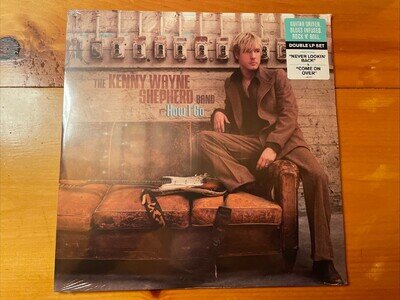 THE KENNY WAYNE
SHEPHERD BAND
How I Go
GUITAR DRIVEN,
BLUES INFUSED,
ROCK N' ROLL.
DOUBLE LP SET
"NEVER LOOKIN'
BACK"
"COME ON
OVER"